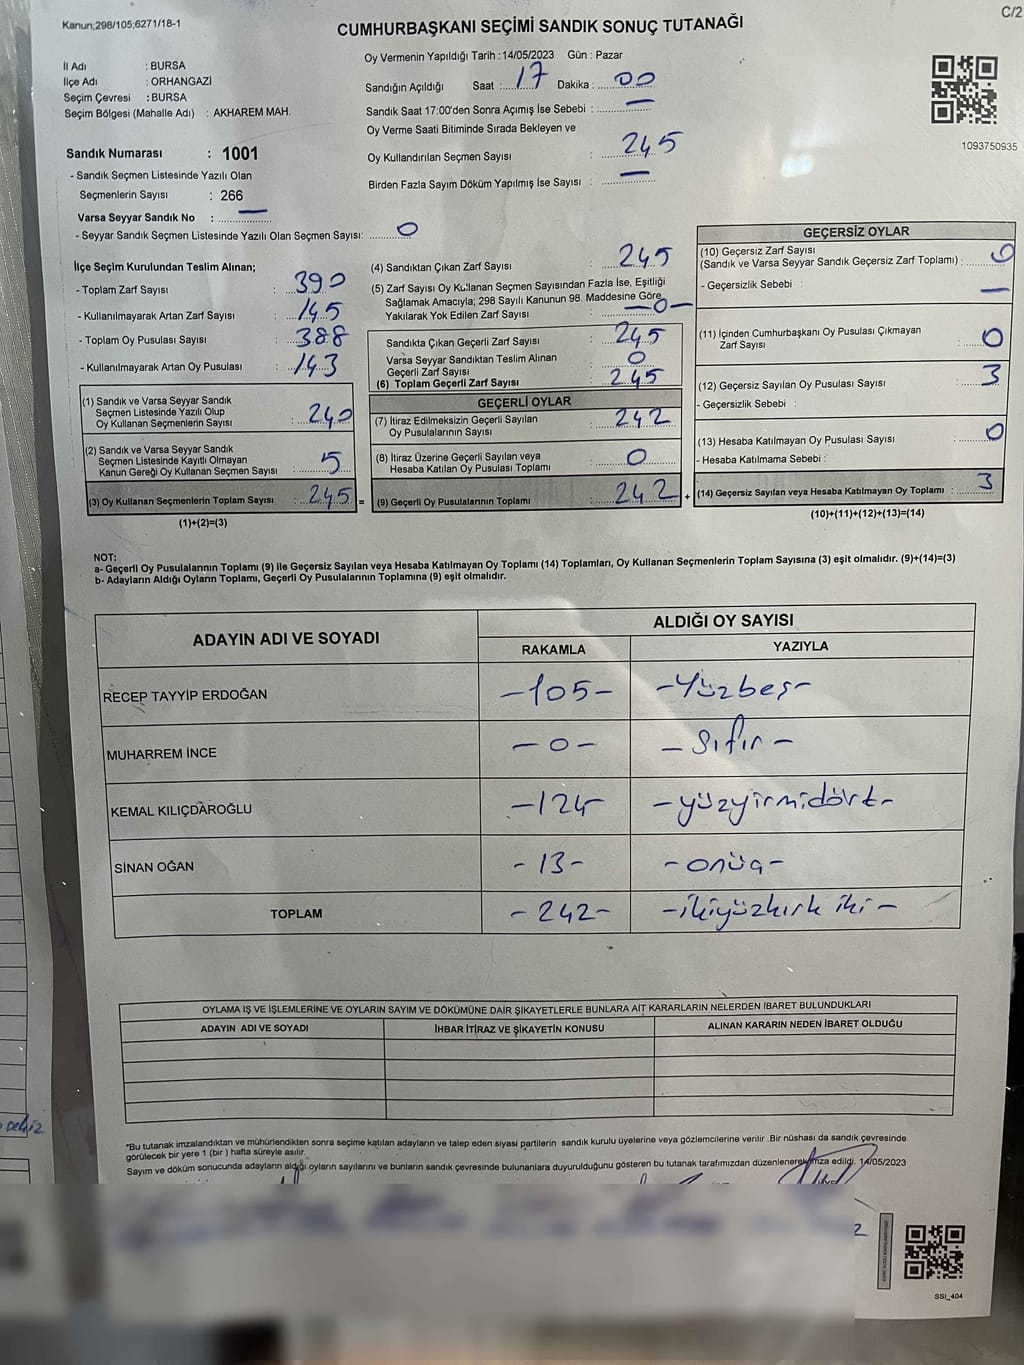 Kanun;298/105;6271/18-1
C/2
CUMHURBAŞKANI SEÇİMİ SANDIK SONUÇ TUTANAĞI
Oy Vermenin Yapıldığı Tarih :14/05/2023 Gün : Pazar
İl Adı : BURSA
İlçe Adı : ORHANGAZİ
Seçim Çevresi : BURSA
Seçim Bölgesi (Mahalle Adı) : AKHAREM MAH.
Sandığın Açıldığı Saat : 17 Dakika : 00
Sandık Saat 17:00'den Sonra Açımış İse Sebebi : —
Oy Verme Saati Bitiminde Sırada Bekleyen ve
Oy Kullandırılan Seçmen Sayısı : 245
Birden Fazla Sayım Döküm Yapılmış İse Sayısı : —
1093750935
Sandık Numarası : 1001
- Sandık Seçmen Listesinde Yazılı Olan
Seçmenlerin Sayısı : 266
Varsa Seyyar Sandık No : —
- Seyyar Sandık Seçmen Listesinde Yazılı Olan Seçmen Sayısı: 0
İlçe Seçim Kurulundan Teslim Alınan;
- Toplam Zarf Sayısı : 390
- Kullanılmayarak Artan Zarf Sayısı : 145
- Toplam Oy Pusulası Sayısı : 388
- Kullanılmayarak Artan Oy Pusulası : 143
(1) Sandık ve Varsa Seyyar Sandık
Seçmen Listesinde Yazılı Olup
Oy Kullanan Seçmenlerin Sayısı : 240
(2) Sandık ve Varsa Seyyar Sandık
Seçmen Listesinde Kayıtlı Olmayan
Kanun Gereği Oy Kullanan Seçmen Sayısı : 5
(3) Oy Kullanan Seçmenlerin Toplam Sayısı : 245 =
(1)+(2)=(3)
(4) Sandıktan Çıkan Zarf Sayısı : 245
(5) Zarf Sayısı Oy Kullanan Seçmen Sayısından Fazla İse, Eşitliği
Sağlamak Amacıyla; 298 Sayılı Kanunun 98. Maddesine Göre
Yakılarak Yok Edilen Zarf Sayısı : —0—
Sandıkta Çıkan Geçerli Zarf Sayısı : 245
Varsa Seyyar Sandıktan Teslim Alınan
Geçerli Zarf Sayısı : 0
(6) Toplam Geçerli Zarf Sayısı : 245
GEÇERLİ OYLAR
(7) İtiraz Edilmeksizin Geçerli Sayılan
Oy Pusulalarının Sayısı : 242
(8) İtiraz Üzerine Geçerli Sayılan veya
Hesaba Katılan Oy Pusulası Toplamı : 0
(9) Geçerli Oy Pusulalarının Toplamı : 242 +
GEÇERSİZ OYLAR
(10) Geçersiz Zarf Sayısı
(Sandık ve Varsa Seyyar Sandık Geçersiz Zarf Toplamı) : 0
- Geçersizlik Sebebi : —
(11) İçinden Cumhurbaşkanı Oy Pusulası Çıkmayan
Zarf Sayısı : 0
(12) Geçersiz Sayılan Oy Pusulası Sayısı : 3
- Geçersizlik Sebebi :
(13) Hesaba Katılmayan Oy Pusulası Sayısı : 0
- Hesaba Katılmama Sebebi :
(14) Geçersiz Sayılan veya Hesaba Katılmayan Oy Toplamı : 3
(10)+(11)+(12)+(13)=(14)
NOT:
a- Geçerli Oy Pusulalarının Toplamı (9) ile Geçersiz Sayılan veya Hesaba Katılmayan Oy Toplamı (14) Toplamları, Oy Kullanan Seçmenlerin Toplam Sayısına (3) eşit olmalıdır. (9)+(14)=(3)
b- Adayların Aldığı Oyların Toplamı, Geçerli Oy Pusulalarının Toplamına (9) eşit olmalıdır.
ADAYIN ADI VE SOYADI
ALDIĞI OY SAYISI
RAKAMLA YAZIYLA
RECEP TAYYİP ERDOĞAN -105- -Yüzbeş-
MUHARREM İNCE -0- -Sıfır-
KEMAL KILIÇDAROĞLU -124- -yüzyirmidört-
SİNAN OĞAN -13- -onüç-
TOPLAM -242- -ikiyüzkırk iki-
OYLAMA İŞ VE İŞLEMLERİNE VE OYLARIN SAYIM VE DÖKÜMÜNE DAİR ŞİKAYETLERLE BUNLARA AİT KARARLARIN NELERDEN İBARET BULUNDUKLARI
ADAYIN ADI VE SOYADI İHBAR İTİRAZ VE ŞİKAYETİN KONUSU ALINAN KARARIN NEDEN İBARET OLDUĞU
*Bu tutanak imzalandıktan ve mühürlendikten sonra seçime katılan adayların ve talep eden siyasi partilerin sandık kurulu üyelerine veya gözlemcilerine verilir .Bir nüshası da sandık çevresinde
görülecek bir yere 1 (bir ) hafta süreyle asılır.
Sayım ve döküm sonucunda adayların aldığı oyların sayılarını ve bunların sandık çevresinde bulunanlara duyurulduğunu gösteren bu tutanak tarafımızdan düzenlenerek imza edildi. 14/05/2023
2
SSI_404